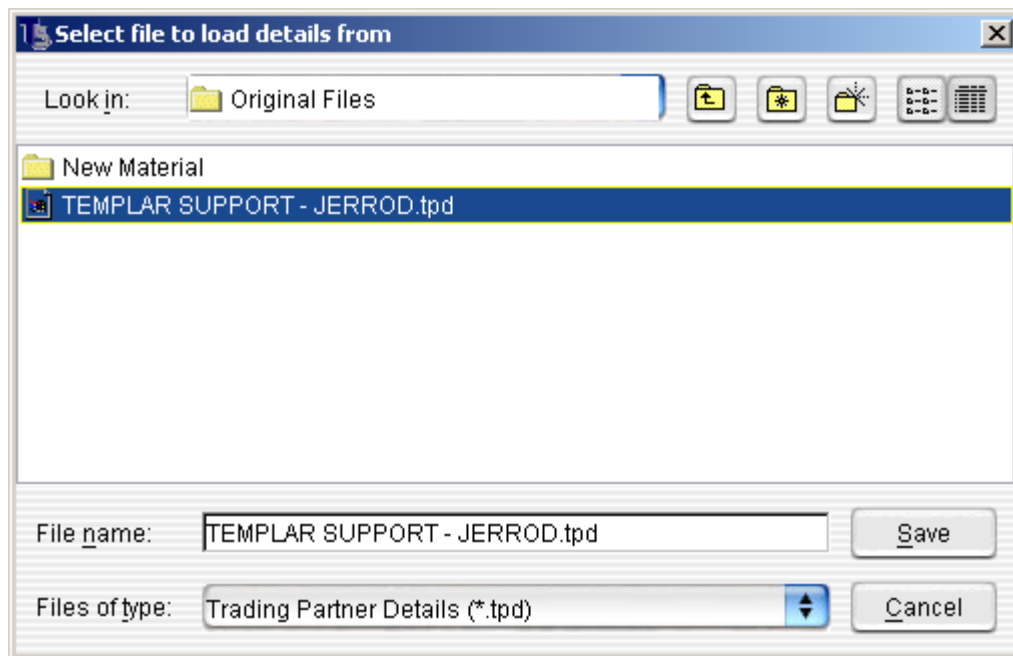 Select file to load details from
Look in: Original Files
New Material
TEMPLAR SUPPORT - JERROD.tpd
File name: TEMPLAR SUPPORT - JERROD.tpd Save
Files of type: Trading Partner Details (*.tpd) Cancel